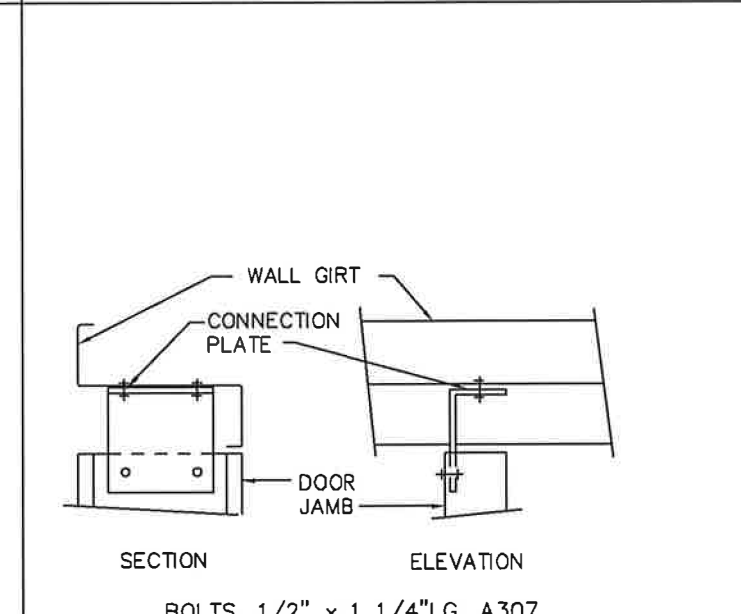 WALL GIRT
CONNECTION
PLATE
DOOR
JAMB
SECTION
ELEVATION
BOLTS 1/2" x 1 1/4"LG. A307